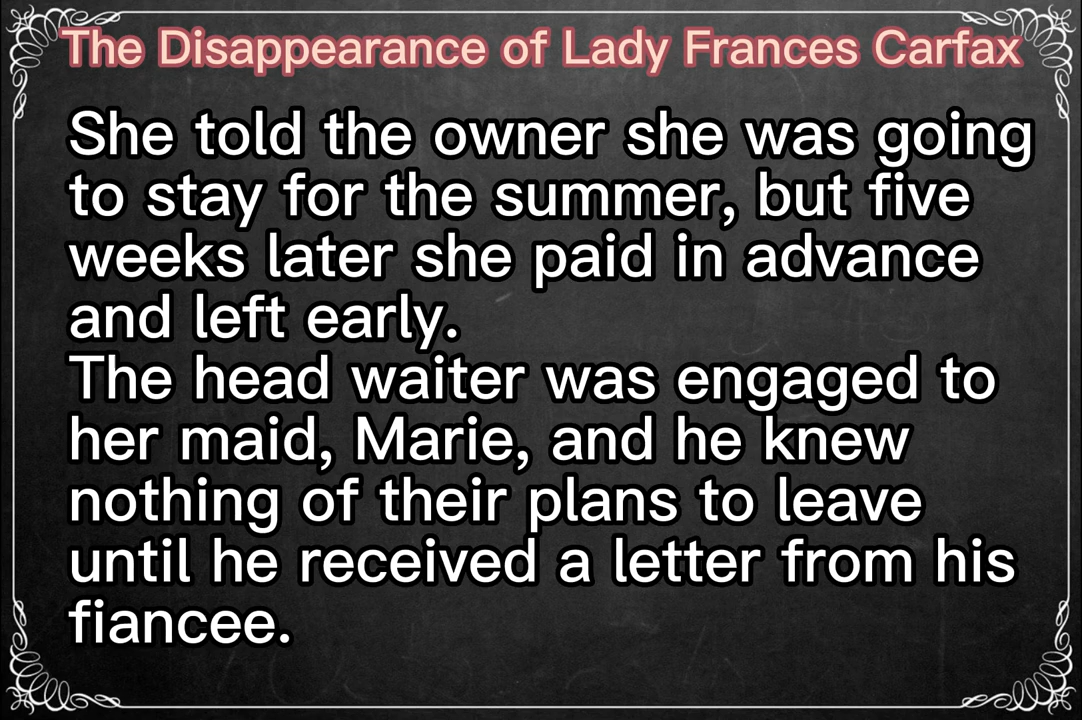 The Disappearance of Lady Frances Carfax
She told the owner she was going
to stay for the summer, but five
weeks later she paid in advance
and left early.
The head waiter was engaged to
her maid, Marie, and he knew
nothing of their plans to leave
until he received a letter from his
fiancee.